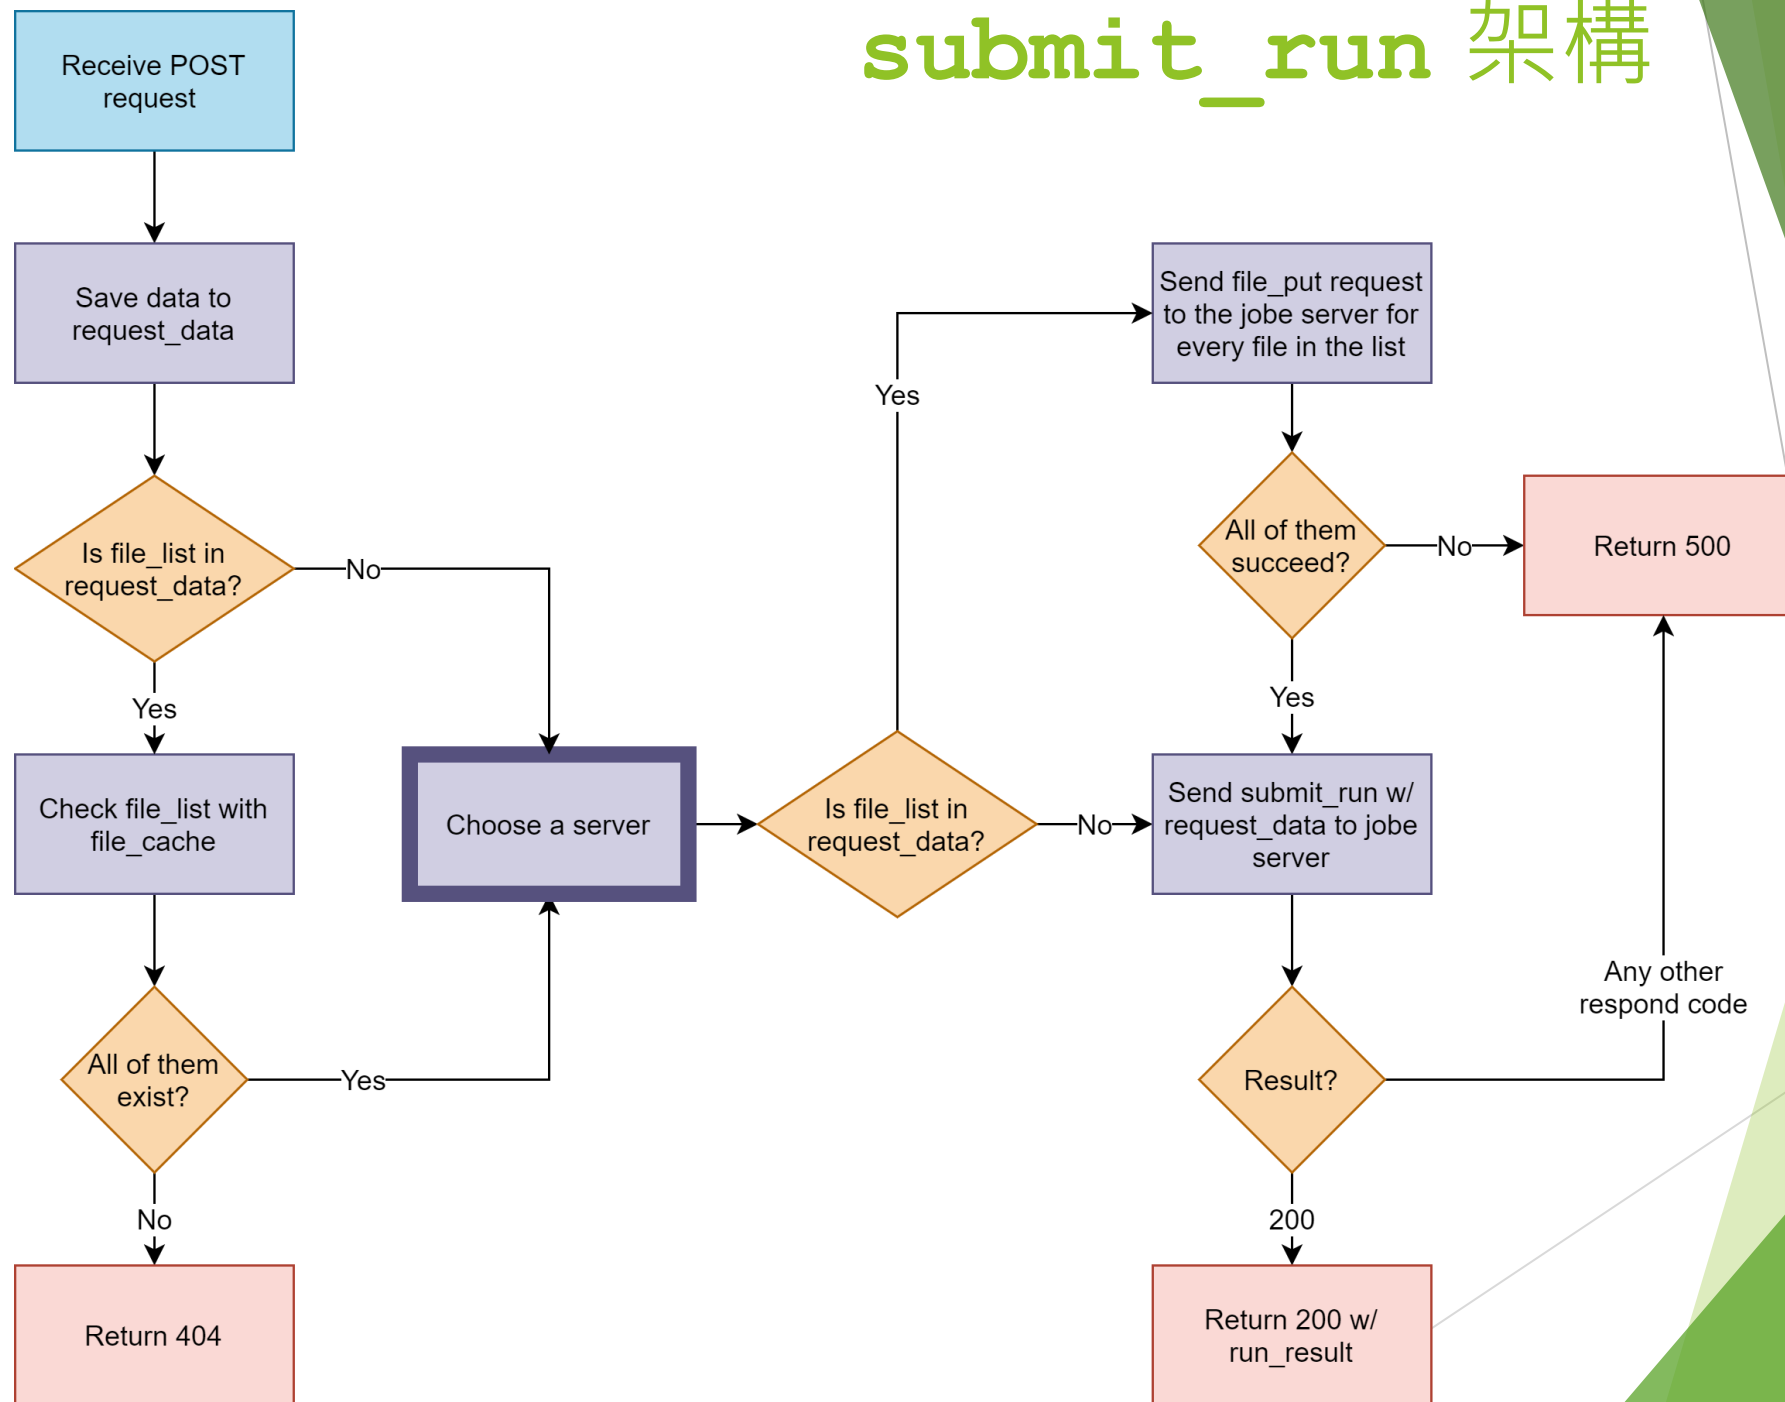 submit_run 架構
Receive POST
request
Save data to
request_data
Is file_list in
request_data?
No
Yes
Check file_list with
file_cache
All of them
exist?
Yes
No
Return 404
Choose a server
Is file_list in
request_data?
Yes
No
Send file_put request
to the jobe server for
every file in the list
All of them
succeed?
No
Return 500
Yes
Send submit_run w/
request_data to jobe
server
Result?
Any other
respond code
200
Return 200 w/
run_result